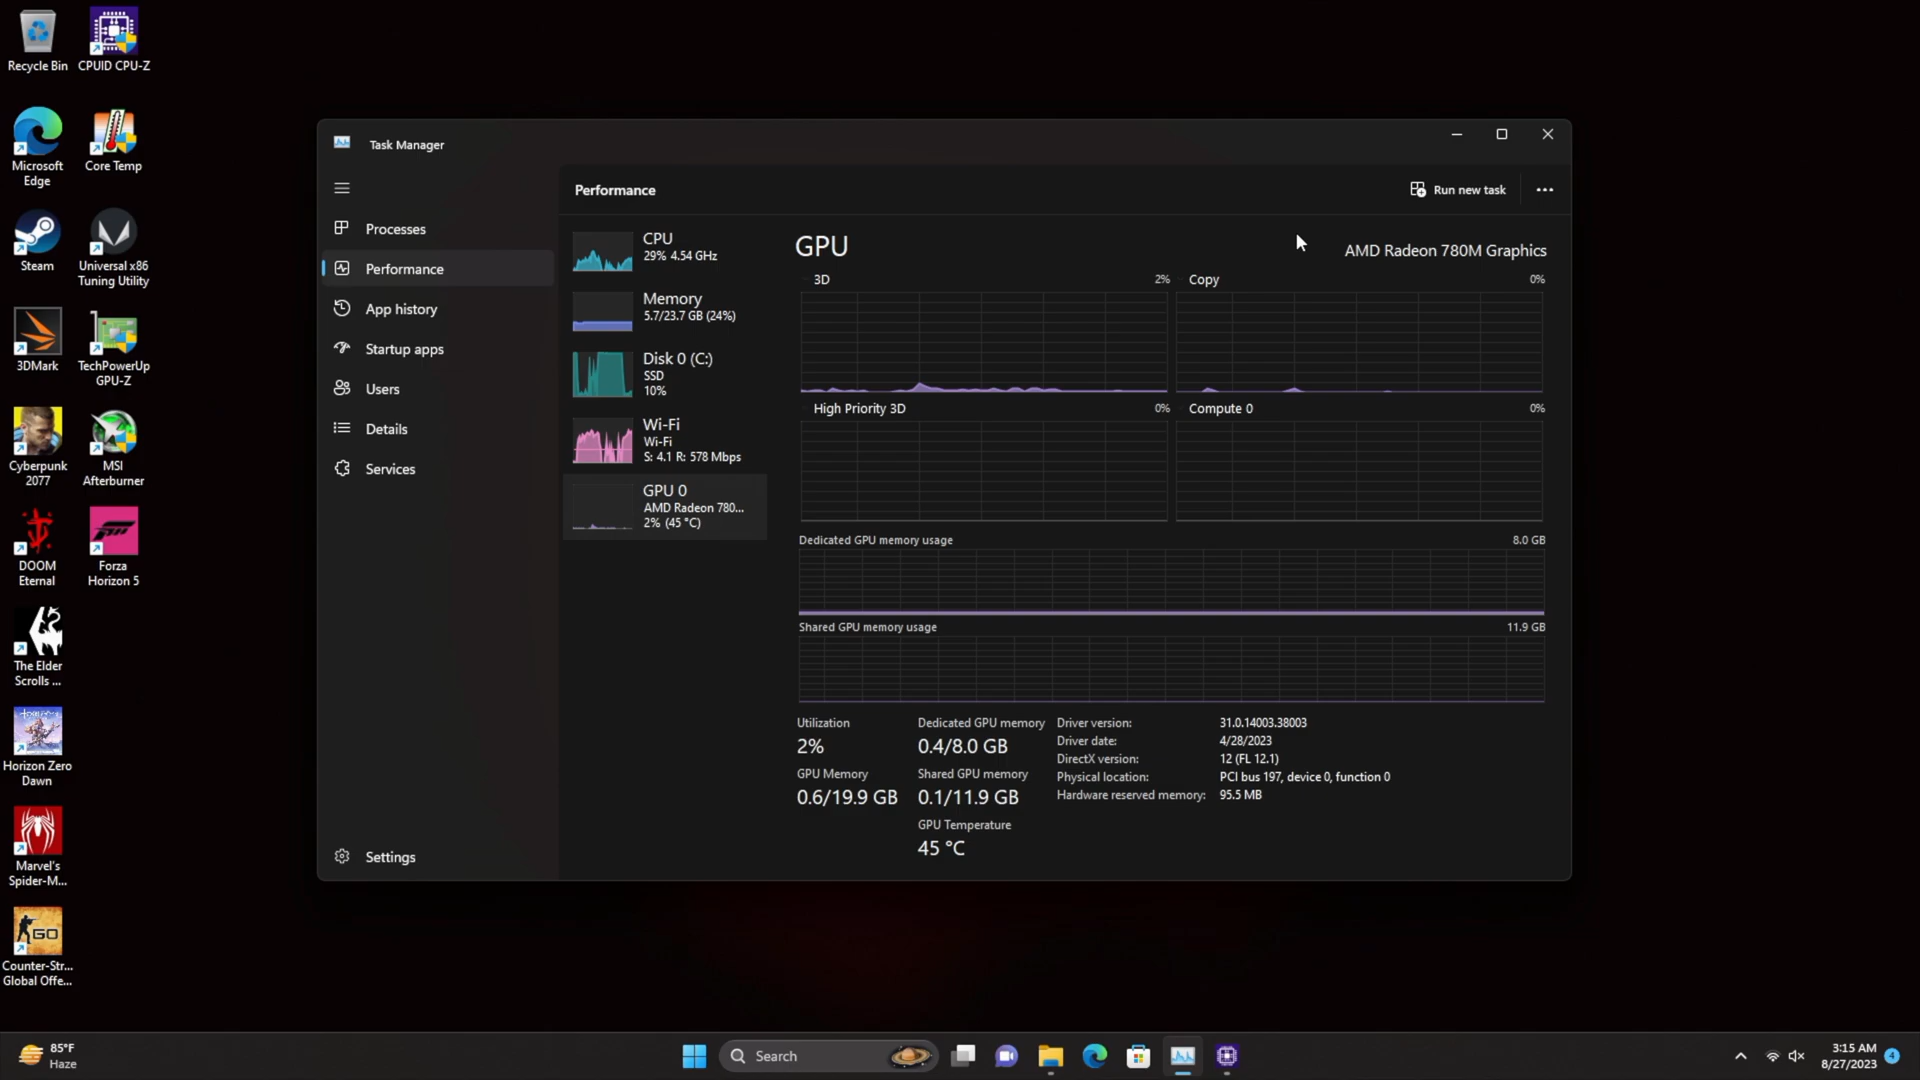 Recycle Bin
CPUID CPU-Z
Microsoft
Edge
Core Temp
Steam
Universal x86
Tuning Utility
3DMark
TechPowerUp
GPU-Z
Cyberpunk
2077
MSI
Afterburner
DOOM
Eternal
Forza
Horizon 5
The Elder
Scrolls ...
Horizon Zero
Dawn
Marvel's
Spider-M...
GO
Counter-Str...
Global Offe...
Task Manager
Processes
Performance
App history
Startup apps
Users
Details
Services
Settings
Performance
Run new task
CPU
29% 4.54 GHz
Memory
5.7/23.7 GB (24%)
Disk 0 (C:)
SSD
10%
Wi-Fi
Wi-Fi
S: 4.1 R: 578 Mbps
GPU 0
AMD Radeon 780...
2% (45 °C)
GPU
AMD Radeon 780M Graphics
3D 2%
Copy 0%
High Priority 3D 0%
Compute 0 0%
Dedicated GPU memory usage 8.0 GB
Shared GPU memory usage 11.9 GB
Utilization
2%
Dedicated GPU memory
0.4/8.0 GB
GPU Memory
0.6/19.9 GB
Shared GPU memory
0.1/11.9 GB
GPU Temperature
45 °C
Driver version: 31.0.14003.38003
Driver date: 4/28/2023
DirectX version: 12 (FL 12.1)
Physical location: PCI bus 197, device 0, function 0
Hardware reserved memory: 95.5 MB
85°F
Haze
Search
3:15 AM
8/27/2023
4